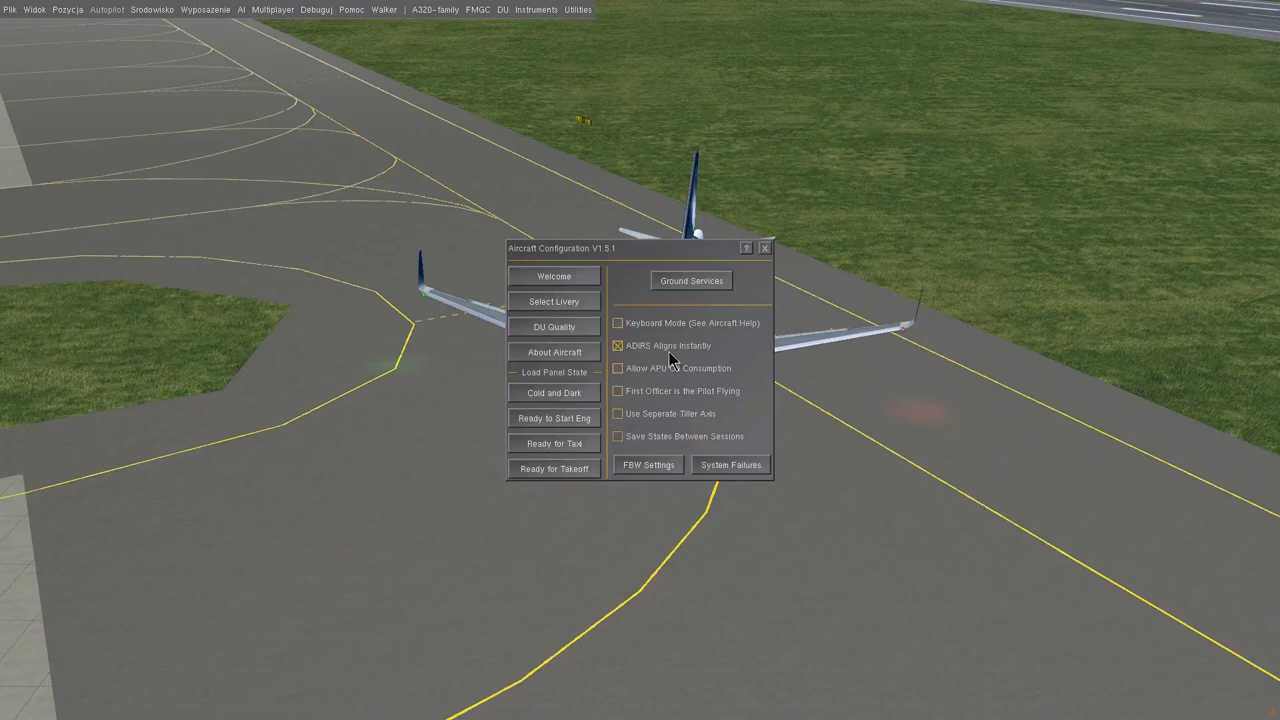 Plik Widok Pozycja Autopilot Środowisko Wyposażenie AI Multiplayer Debuguj Pomoc Walker | A320-family FMGC DU Instruments Utilities
Aircraft Configuration V1.5.1 ? X
Welcome
Select Livery
DU Quality
About Aircraft
Load Panel State
Cold and Dark
Ready to Start Eng
Ready for Taxi
Ready for Takeoff
Ground Services
Keyboard Mode (See Aircraft Help)
ADIRS Aligns Instantly
Allow APU Consumption
First Officer is the Pilot Flying
Use Seperate Tiller Axis
Save States Between Sessions
FBW Settings System Failures